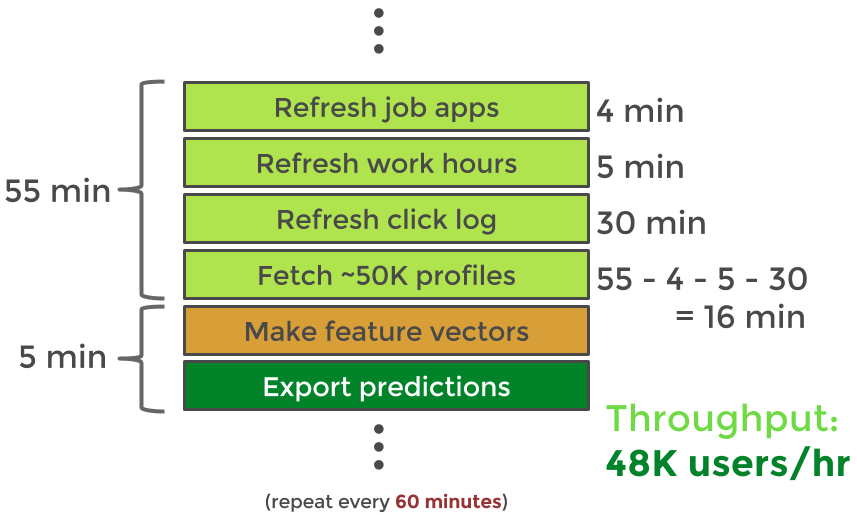 Refresh job apps 4 min
Refresh work hours 5 min
55 min
Refresh click log 30 min
Fetch ~50K profiles 55 - 4 - 5 - 30
= 16 min
Make feature vectors
5 min
Export predictions
Throughput:
48K users/hr
(repeat every 60 minutes)